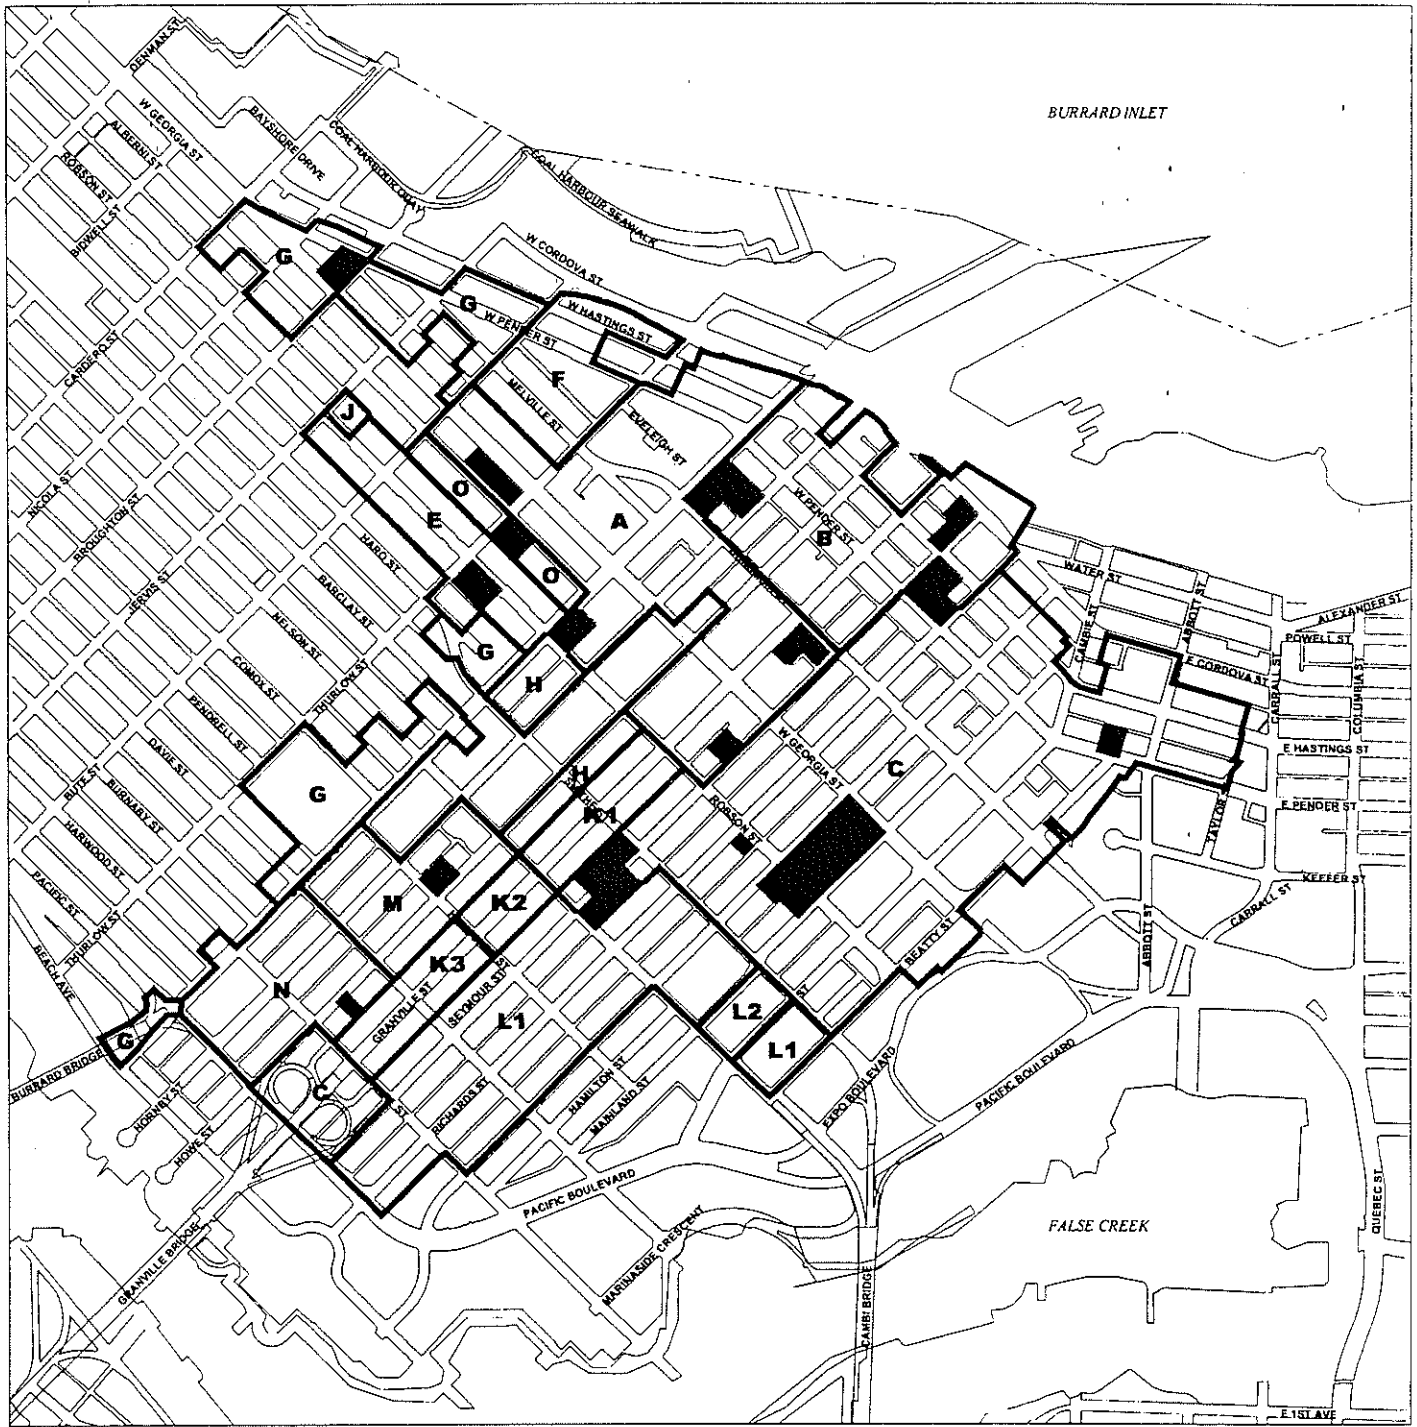 DENMAN ST
BURRARD INLET
W GEORGIA ST
BAYSHORE DRIVE
ALBERNI ST
COAL HARBOUR QUAY
ROBSON ST
COAL HARBOUR SEAWALK
BIDWELL ST
W CORDOVA ST
G
G
W HASTINGS ST
W PENDER ST
CARDERO ST
F
MELVILLE ST
J
EVELEIGH ST
NICOLA ST
O
W PENDER ST
E
A
B
BROUGHTON ST
HARO ST
WATER ST
O
JERVIS ST
BARCLAY ST
ABBOTT ST
ALEXANDER ST
NELSON ST
CAMBIE ST
POWELL ST
G
E CORDOVA ST
COMOX ST
THURLOW ST
H
CARRALL ST
COLUMBIA ST
PENDRELL ST
W GEORGIA ST
E HASTINGS ST
DAVIE ST
C
H
BUTE ST
G
BURNABY ST
K1
ROBSON ST
E PENDER ST
TAYLOR
HARWOOD ST
KEEFER ST
PACIFIC ST
M
K2
CARRALL ST
THURLOW ST
BEATTY ST
ABBOTT ST
BEACH AVE
K3
ST
N
GRANVILLE ST
SEYMOUR ST
ST
L1
L2
G
L1
BURRARD BRIDGE
EXPO BOULEVARD
PACIFIC BOULEVARD
C
HORNBY ST
ST
RICHARDS ST
HAMILTON ST
MAINLAND ST
HOWE ST
PACIFIC BOULEVARD
QUEBEC ST
FALSE CREEK
GRANVILLE BRIDGE
MARINASIDE CRESCENT
CAMBI BRIDGE
E 1ST AVE